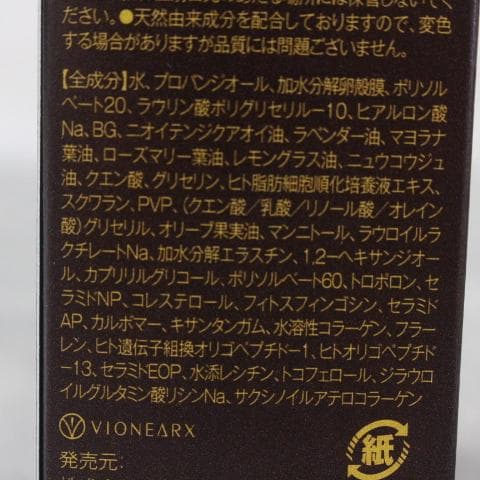 ●天然由来成分を配合しておりますので、変色
する場合がありますが品質には問題ございません。
【全成分】水、プロパンジオール、加水分解卵殻膜、ポリソル
ベート20、ラウリン酸ポリグリセリル-10、ヒアルロン酸
Na、BG、ニオイテンジクアオイ油、ラベンダー油、マヨラナ
葉油、ローズマリー葉油、レモングラス油、ニュウコウジュ
油、クエン酸、グリセリン、ヒト脂肪細胞順化培養液エキス、
スクワラン、PVP、（クエン酸／乳酸／リノール酸／オレイン
酸）グリセリル、オリーブ果実油、マンニトール、ラウロイルラ
クチレートNa、加水分解エラスチン、1,2-ヘキサンジオ
ール、カプリリルグリコール、ポリソルベート60、トロポロン、セ
ラミドNP、コレステロール、フィトスフィンゴシン、セラミド
AP、カルボマー、キサンタンガム、水溶性コラーゲン、フラー
レン、ヒト遺伝子組換オリゴペプチド-1、ヒトオリゴペプチド
-13、セラミドEOP、水添レシチン、トコフェロール、ジラウロ
イルグルタミン酸リシンNa、サクシノイルアテロコラーゲン
VIONEARX
発売元:
紙